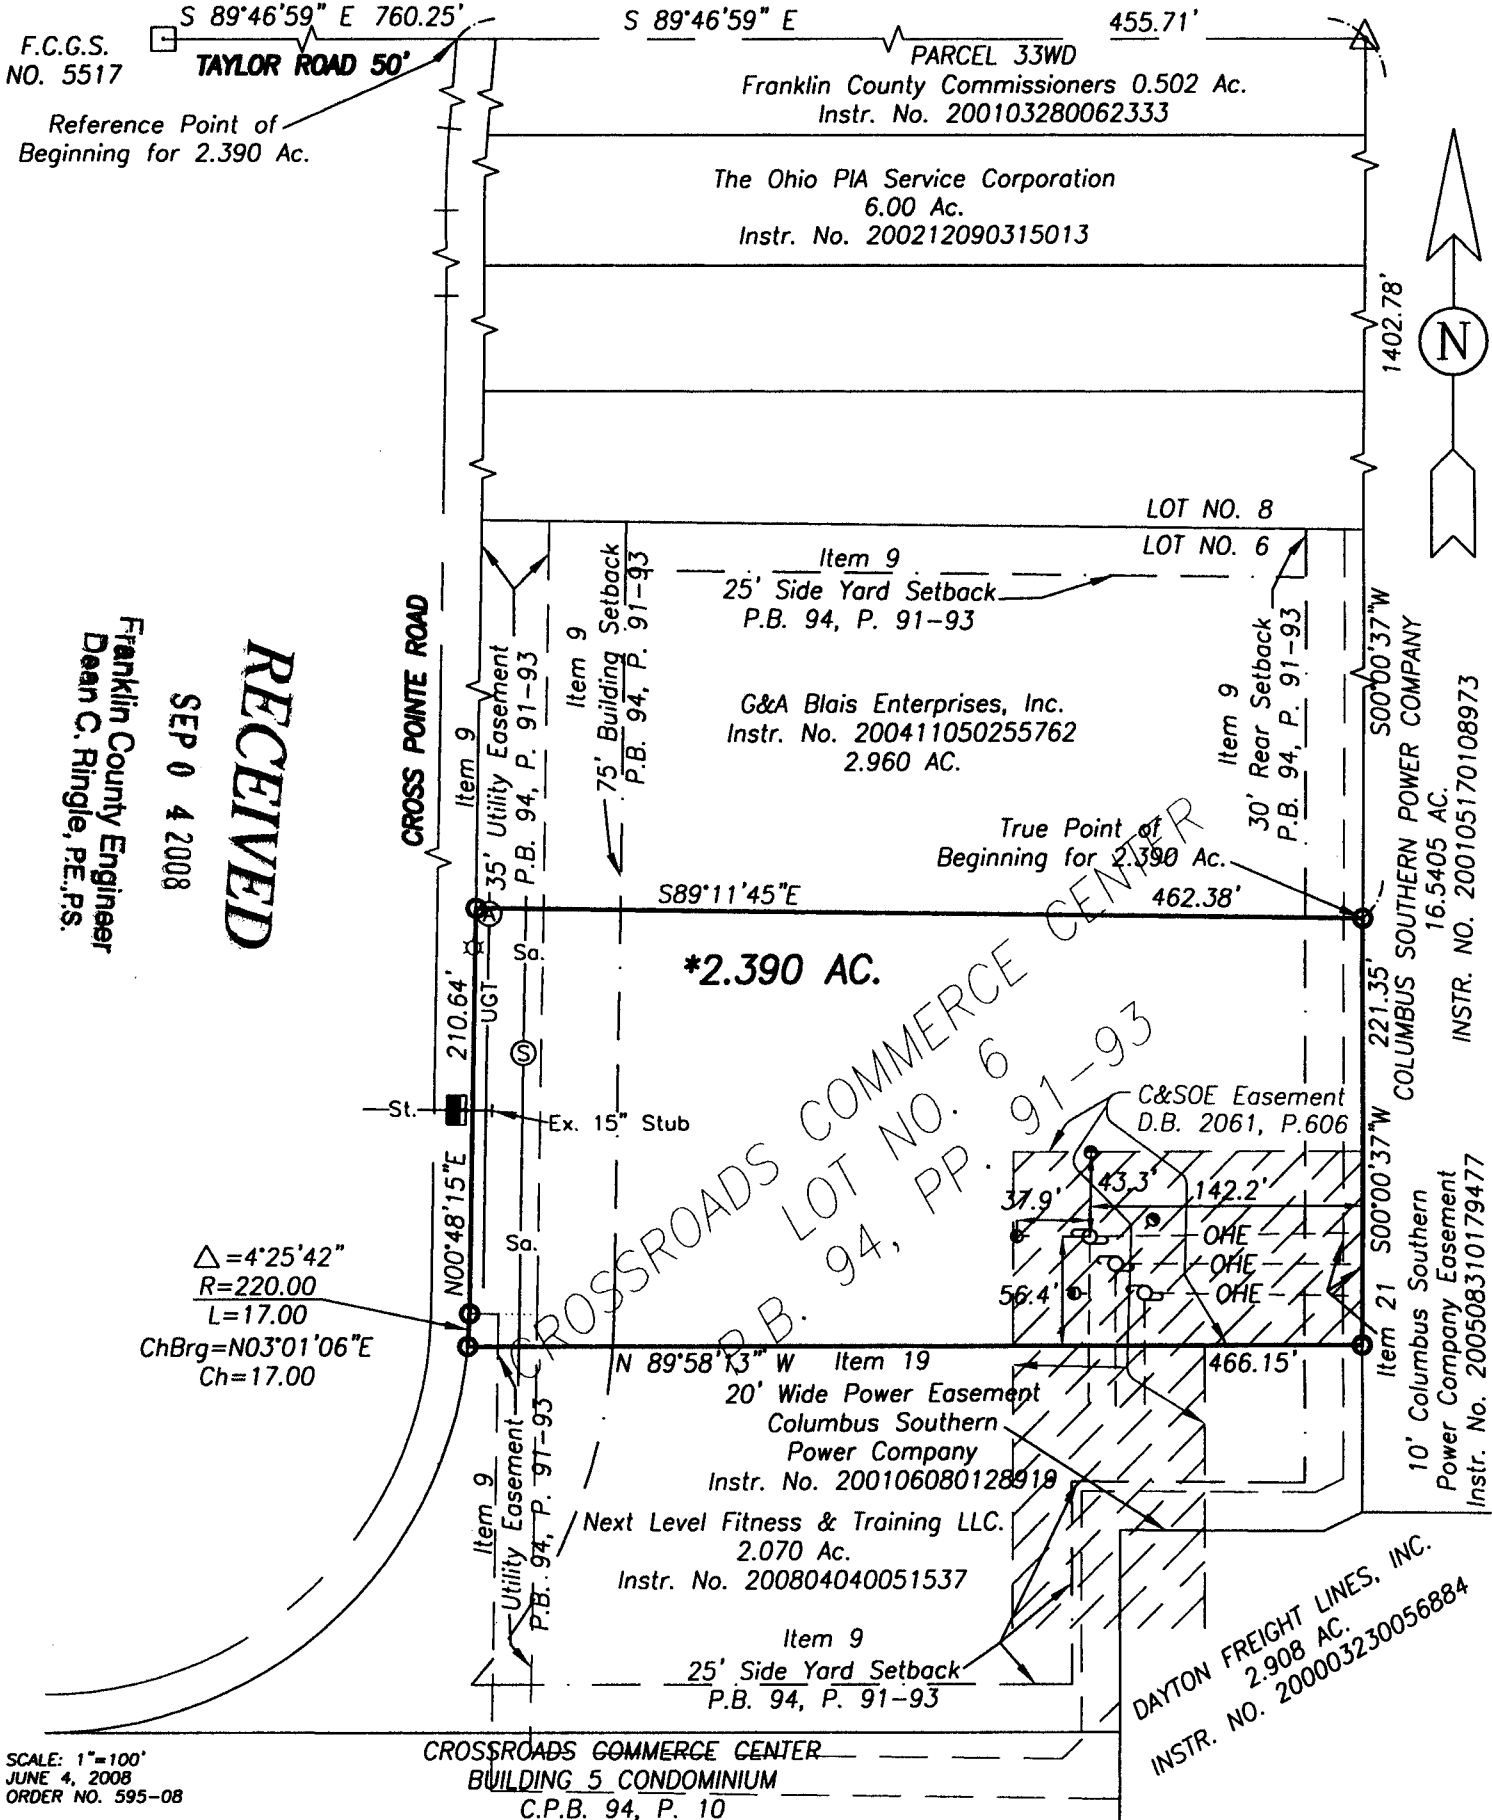 S 89°46'59" E 760.25'
S 89°46'59" E 455.71'
F.C.G.S.
NO. 5517
TAYLOR ROAD 50'
PARCEL 33WD
Franklin County Commissioners 0.502 Ac.
Instr. No. 200103280062333
Reference Point of
Beginning for 2.390 Ac.
The Ohio PIA Service Corporation
6.00 Ac.
Instr. No. 200212090315013
1402.78'
N
LOT NO. 8
LOT NO. 6
Item 9
25' Side Yard Setback
P.B. 94, P. 91-93
Item 9
75' Building Setback
P.B. 94, P. 91-93
CROSS POINTE ROAD
Item 9
35' Utility Easement
P.B. 94, P. 91-93
G&A Blais Enterprises, Inc.
Instr. No. 200411050255762
2.960 AC.
Item 9
30' Rear Setback
P.B. 94, P. 91-93
S00°00'37"W
COLUMBUS SOUTHERN POWER COMPANY
16.5405 AC.
INSTR. NO. 200105170108973
RECEIVED
SEP 0 4 2008
Franklin County Engineer
Dean C. Ringle, P.E., P.S.
True Point of
Beginning for 2.390 Ac.
S89°11'45"E
462.38'
A
Sa.
*2.390 AC.
210.64'
UGT
S
221.35'
CROSSROADS COMMERCE CENTER
LOT NO. 6
P.B. 94, PP. 91-93
C&SOE Easement
D.B. 2061, P.606
St.
Ex. 15" Stub
N00°48'15"E
43.3'
37.9'
142.2'
S00°00'37"W
Sa.
OHE
OHE
OHE
56.4'
△=4°25'42"
R=220.00
L=17.00
ChBrg=N03°01'06"E
Ch=17.00
N 89°58'13" W Item 19
466.15'
20' Wide Power Easement
Columbus Southern
Power Company
Instr. No. 200106080128919
Item 21
10' Columbus Southern
Power Company Easement
Instr. No. 200508310179477
Item 9
Utility Easement
P.B. 94, P. 91-93
Next Level Fitness & Training LLC.
2.070 Ac.
Instr. No. 200804040051537
Item 9
25' Side Yard Setback
P.B. 94, P. 91-93
DAYTON FREIGHT LINES, INC.
2.908 AC.
INSTR. NO. 200003230056884
SCALE: 1"=100'
JUNE 4, 2008
ORDER NO. 595-08
CROSSROADS COMMERCE CENTER
BUILDING 5 CONDOMINIUM
C.P.B. 94, P. 10